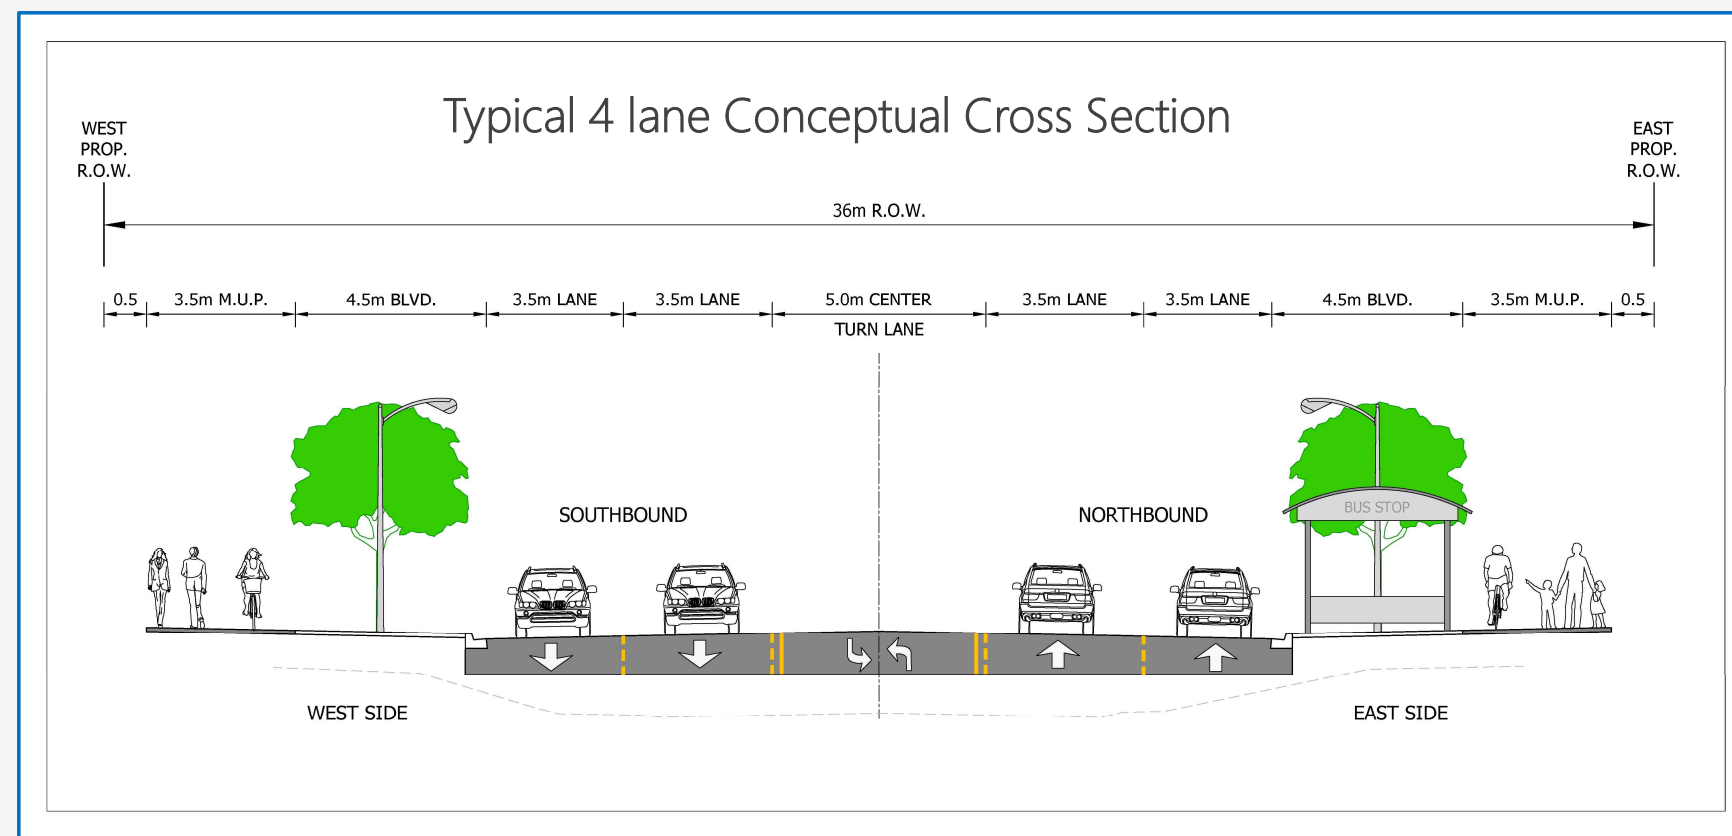 Typical 4 lane Conceptual Cross Section
WEST
PROP.
R.O.W.
EAST
PROP.
R.O.W.
36m R.O.W.
0.5
3.5m M.U.P.
4.5m BLVD.
3.5m LANE
3.5m LANE
5.0m CENTER
TURN LANE
3.5m LANE
3.5m LANE
4.5m BLVD.
3.5m M.U.P.
0.5
SOUTHBOUND
NORTHBOUND
BUS STOP
WEST SIDE
EAST SIDE